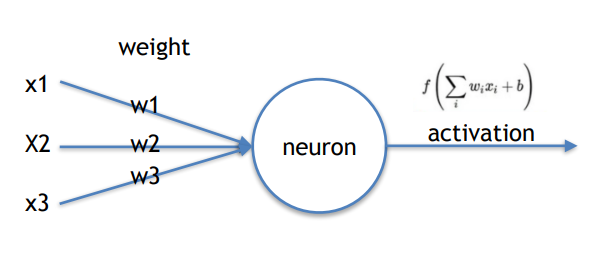 weight
x1
w1
X2
w2
neuron
w3
x3
f(∑ᵢ wᵢxᵢ + b)
activation